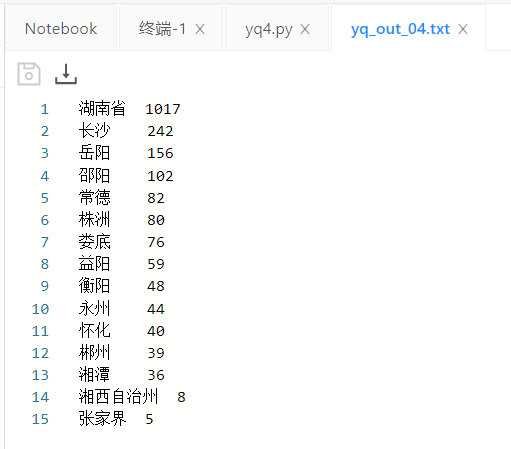 Notebook 终端-1 × yq4.py × yq_out_04.txt ×
1 湖南省 1017
2 长沙 242
3 岳阳 156
4 邵阳 102
5 常德 82
6 株洲 80
7 娄底 76
8 益阳 59
9 衡阳 48
10 永州 44
11 怀化 40
12 郴州 39
13 湘潭 36
14 湘西自治州 8
15 张家界 5